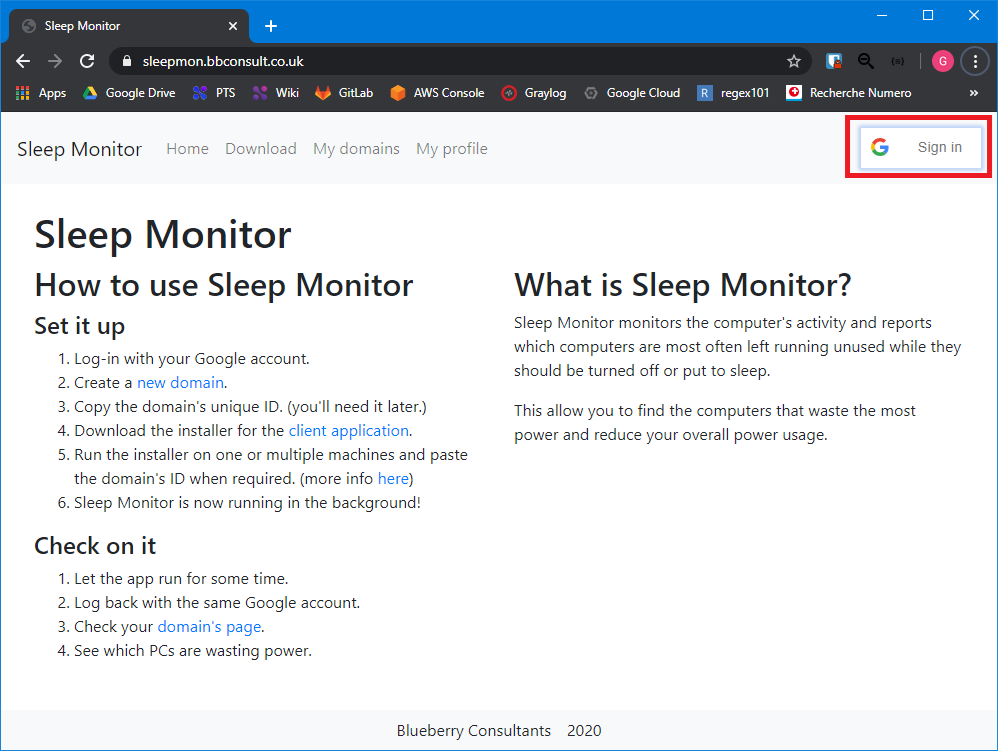 Sleep Monitor
sleepmon.bbconsult.co.uk
G
Apps Google Drive PTS Wiki GitLab AWS Console Graylog Google Cloud R regex101 Recherche Numero »
Sleep Monitor Home Download My domains My profile
G Sign in
Sleep Monitor
How to use Sleep Monitor
Set it up
1. Log-in with your Google account.
2. Create a new domain.
3. Copy the domain's unique ID. (you'll need it later.)
4. Download the installer for the client application.
5. Run the installer on one or multiple machines and paste
the domain's ID when required. (more info here)
6. Sleep Monitor is now running in the background!
Check on it
1. Let the app run for some time.
2. Log back with the same Google account.
3. Check your domain's page.
4. See which PCs are wasting power.
What is Sleep Monitor?
Sleep Monitor monitors the computer's activity and reports
which computers are most often left running unused while they
should be turned off or put to sleep.
This allow you to find the computers that waste the most
power and reduce your overall power usage.
Blueberry Consultants 2020